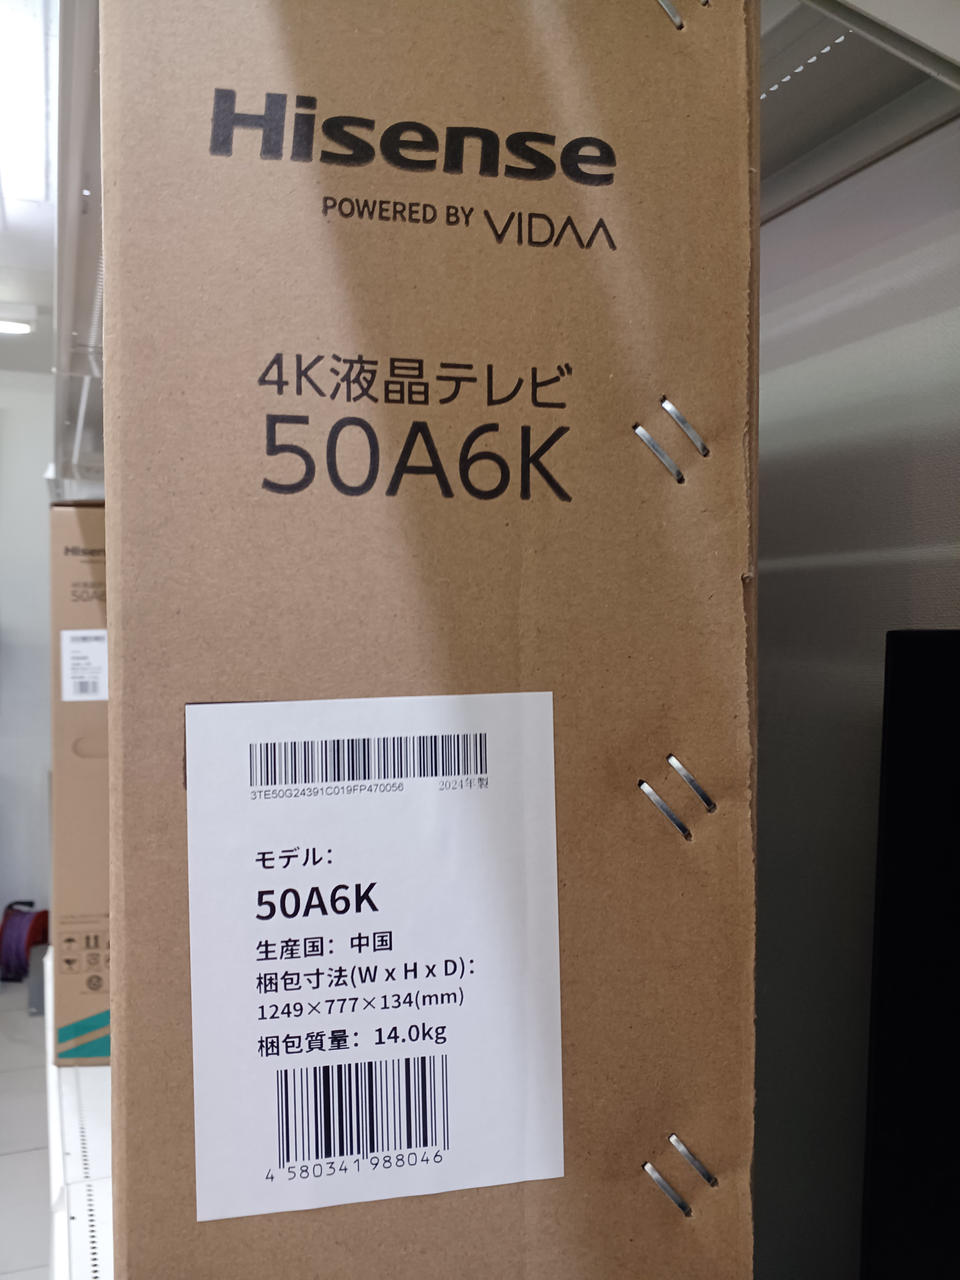 Hisense
POWERED BY VIDAA
4K液晶テレビ
50A6K
3TE50G24391C019FP470056 2024年製
モデル:
50A6K
生産国: 中国
梱包寸法(W x H x D):
1249×777×134(mm)
梱包質量: 14.0kg
4 580341 988046
Hisen
50A6